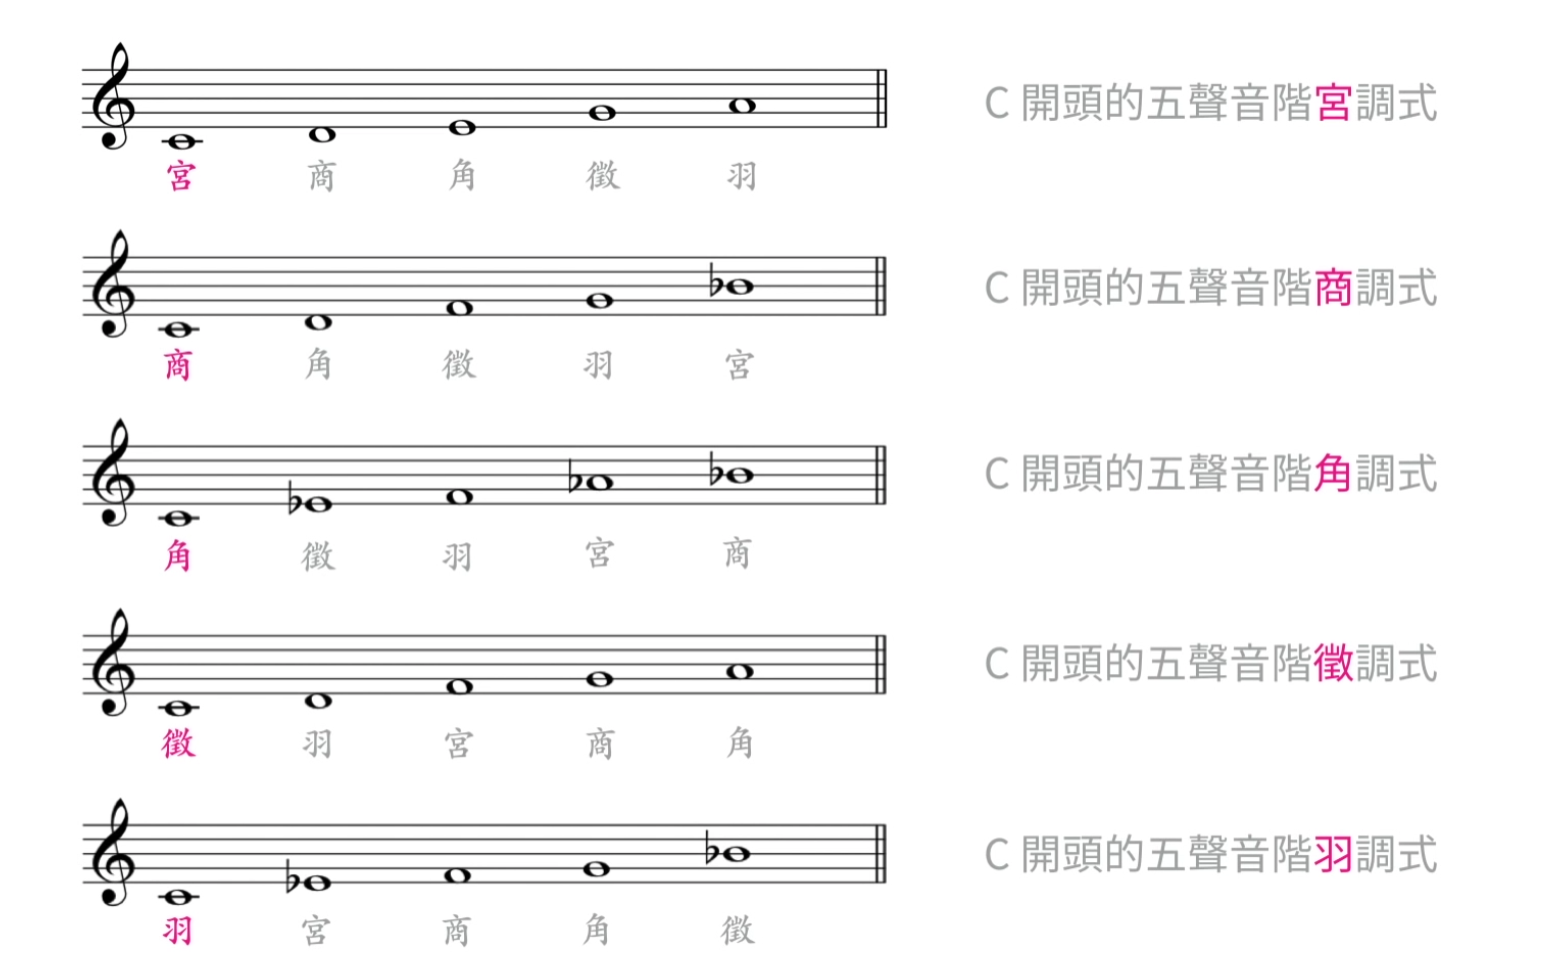 C 開頭的五聲音階宮調式
宮 商 角 徵 羽
C 開頭的五聲音階商調式
商 角 徵 羽 宮
C 開頭的五聲音階角調式
角 徵 羽 宮 商
C 開頭的五聲音階徵調式
徵 羽 宮 商 角
C 開頭的五聲音階羽調式
羽 宮 商 角 徵